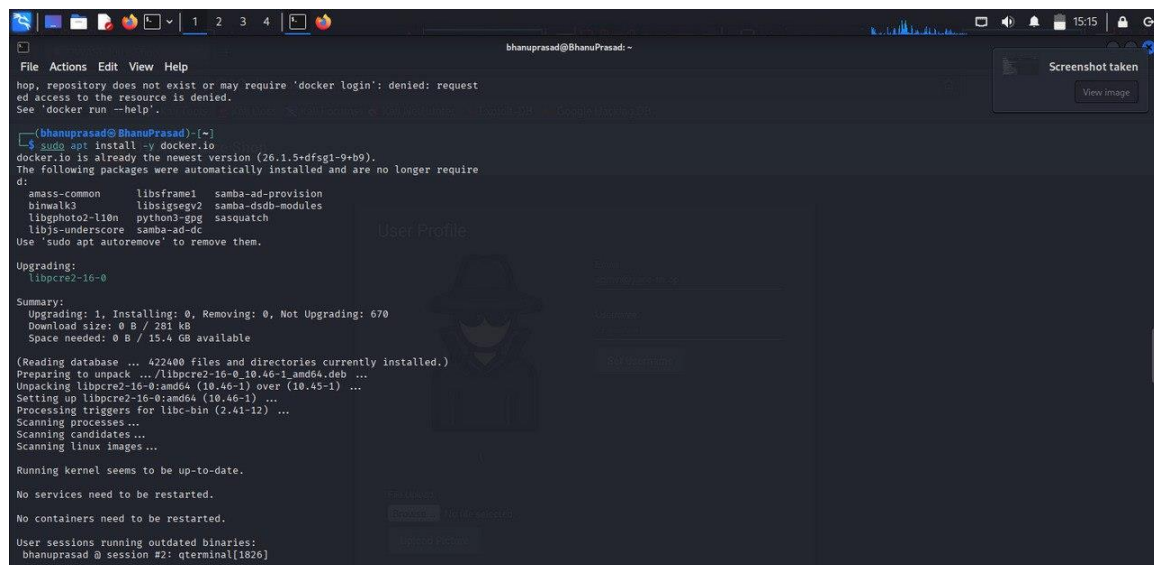 1 2 3 4
15:15
bhanuprasad@BhanuPrasad: ~
File Actions Edit View Help
Screenshot taken
View image
hop, repository does not exist or may require 'docker login': denied: request
ed access to the resource is denied.
See 'docker run --help'.
(bhanuprasad㉿BhanuPrasad)-[~]
$ sudo apt install -y docker.io
docker.io is already the newest version (26.1.5+dfsg1-9+b9).
The following packages were automatically installed and are no longer require
d:
amass-common libsframe1 samba-ad-provision
binwalk3 libsigsegv2 samba-dsdb-modules
libgphoto2-l10n python3-gpg sasquatch
libjs-underscore samba-ad-dc
Use 'sudo apt autoremove' to remove them.
Upgrading:
libpcre2-16-0
Summary:
Upgrading: 1, Installing: 0, Removing: 0, Not Upgrading: 670
Download size: 0 B / 281 kB
Space needed: 0 B / 15.4 GB available
(Reading database ... 422400 files and directories currently installed.)
Preparing to unpack .../libpcre2-16-0_10.46-1_amd64.deb ...
Unpacking libpcre2-16-0:amd64 (10.46-1) over (10.45-1) ...
Setting up libpcre2-16-0:amd64 (10.46-1) ...
Processing triggers for libc-bin (2.41-12) ...
Scanning processes...
Scanning candidates...
Scanning linux images...
Running kernel seems to be up-to-date.
No services need to be restarted.
No containers need to be restarted.
User sessions running outdated binaries:
bhanuprasad @ session #2: qterminal[1826]
User Profile